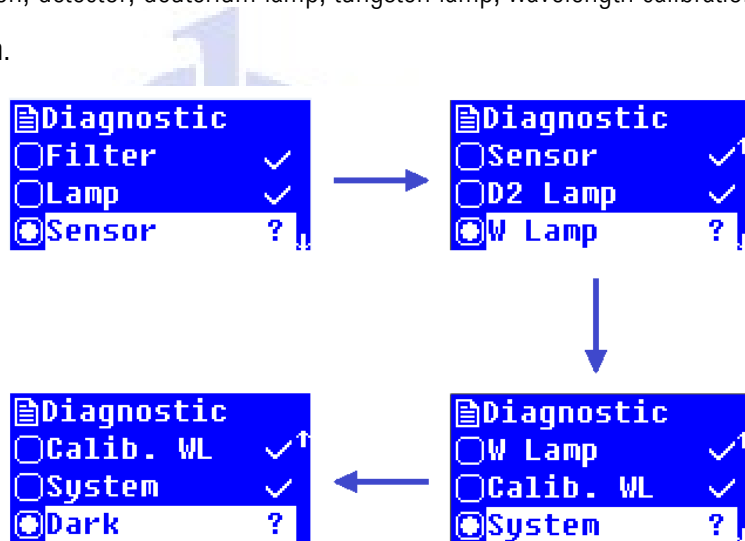 detector, deuterium lamp, tungsten lamp, wavelength calibration
Diagnostic
Filter ✓
Lamp ✓
Sensor ?
Diagnostic
Sensor ✓
D2 Lamp ✓
W Lamp ?
Diagnostic
Calib. WL ✓
System ✓
Dark ?
Diagnostic
W Lamp ✓
Calib. WL ✓
System ?